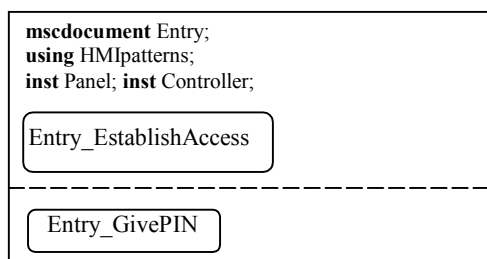 mscdocument Entry;
using HMIpatterns;
inst Panel; inst Controller;
Entry_EstablishAccess
Entry_GivePIN